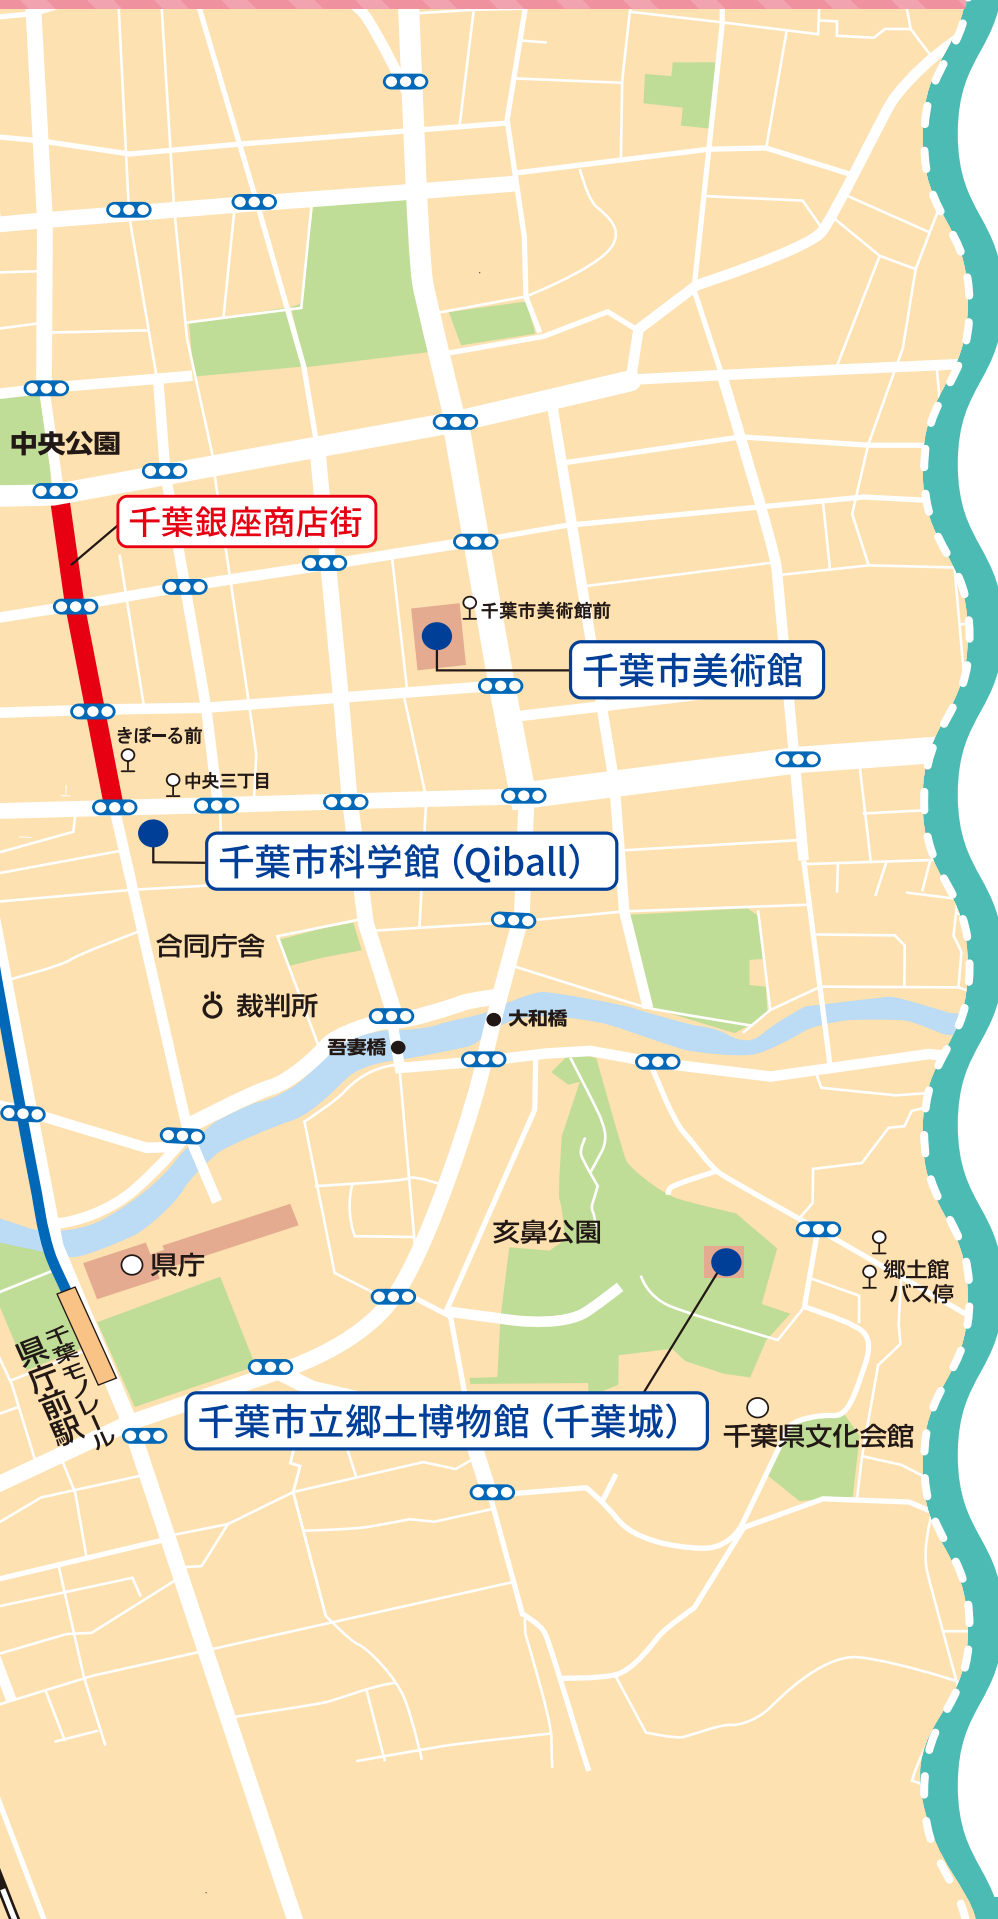 中央公園
千葉銀座商店街
千葉市美術館前
千葉市美術館
きぼーる前
中央三丁目
千葉市科学館（Qiball）
合同庁舎
裁判所
大和橋
吾妻橋
亥鼻公園
県庁
郷土館
バス停
千葉モノレール
県庁前駅
千葉市立郷土博物館（千葉城）
千葉県文化会館